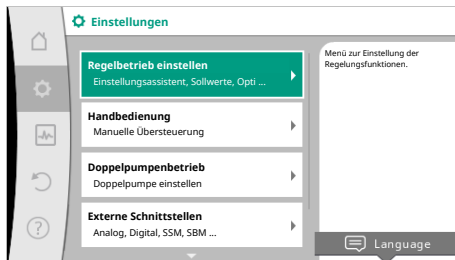 Einstellungen
Regelbetrieb einstellen
Einstellungsassistent, Sollwerte, Opti ...
Handbedienung
Manuelle Übersteuerung
Doppelpumpenbetrieb
Doppelpumpe einstellen
Externe Schnittstellen
Analog, Digital, SSM, SBM ...
Menü zur Einstellung der
Regelungsfunktionen.
Language